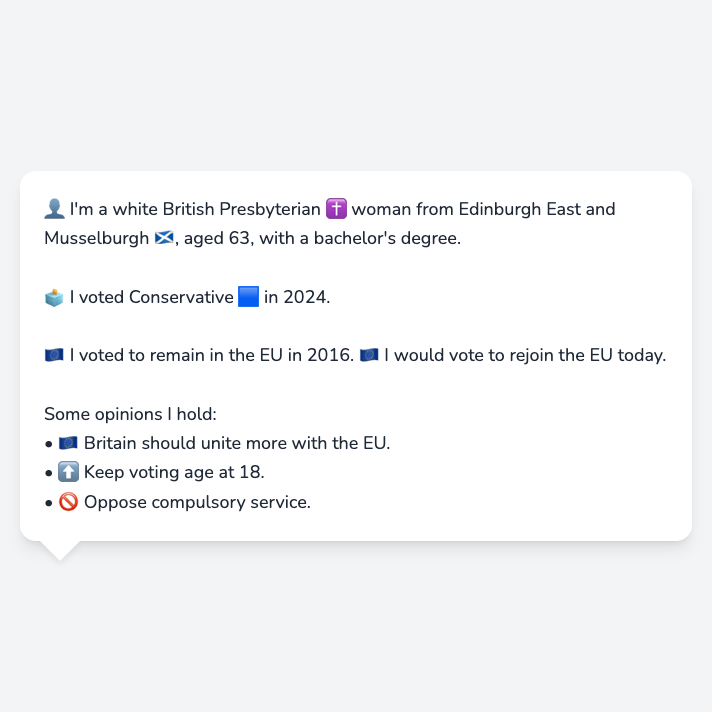 👤 I'm a white British Presbyterian ✝️ woman from Edinburgh East and
Musselburgh 🏴󠁧󠁢󠁳󠁣󠁴󠁿, aged 63, with a bachelor's degree.
🗳️ I voted Conservative 🟦 in 2024.
🇪🇺 I voted to remain in the EU in 2016. 🇪🇺 I would vote to rejoin the EU today.
Some opinions I hold:
• 🇪🇺 Britain should unite more with the EU.
• ⬆️ Keep voting age at 18.
• 🚫 Oppose compulsory service.